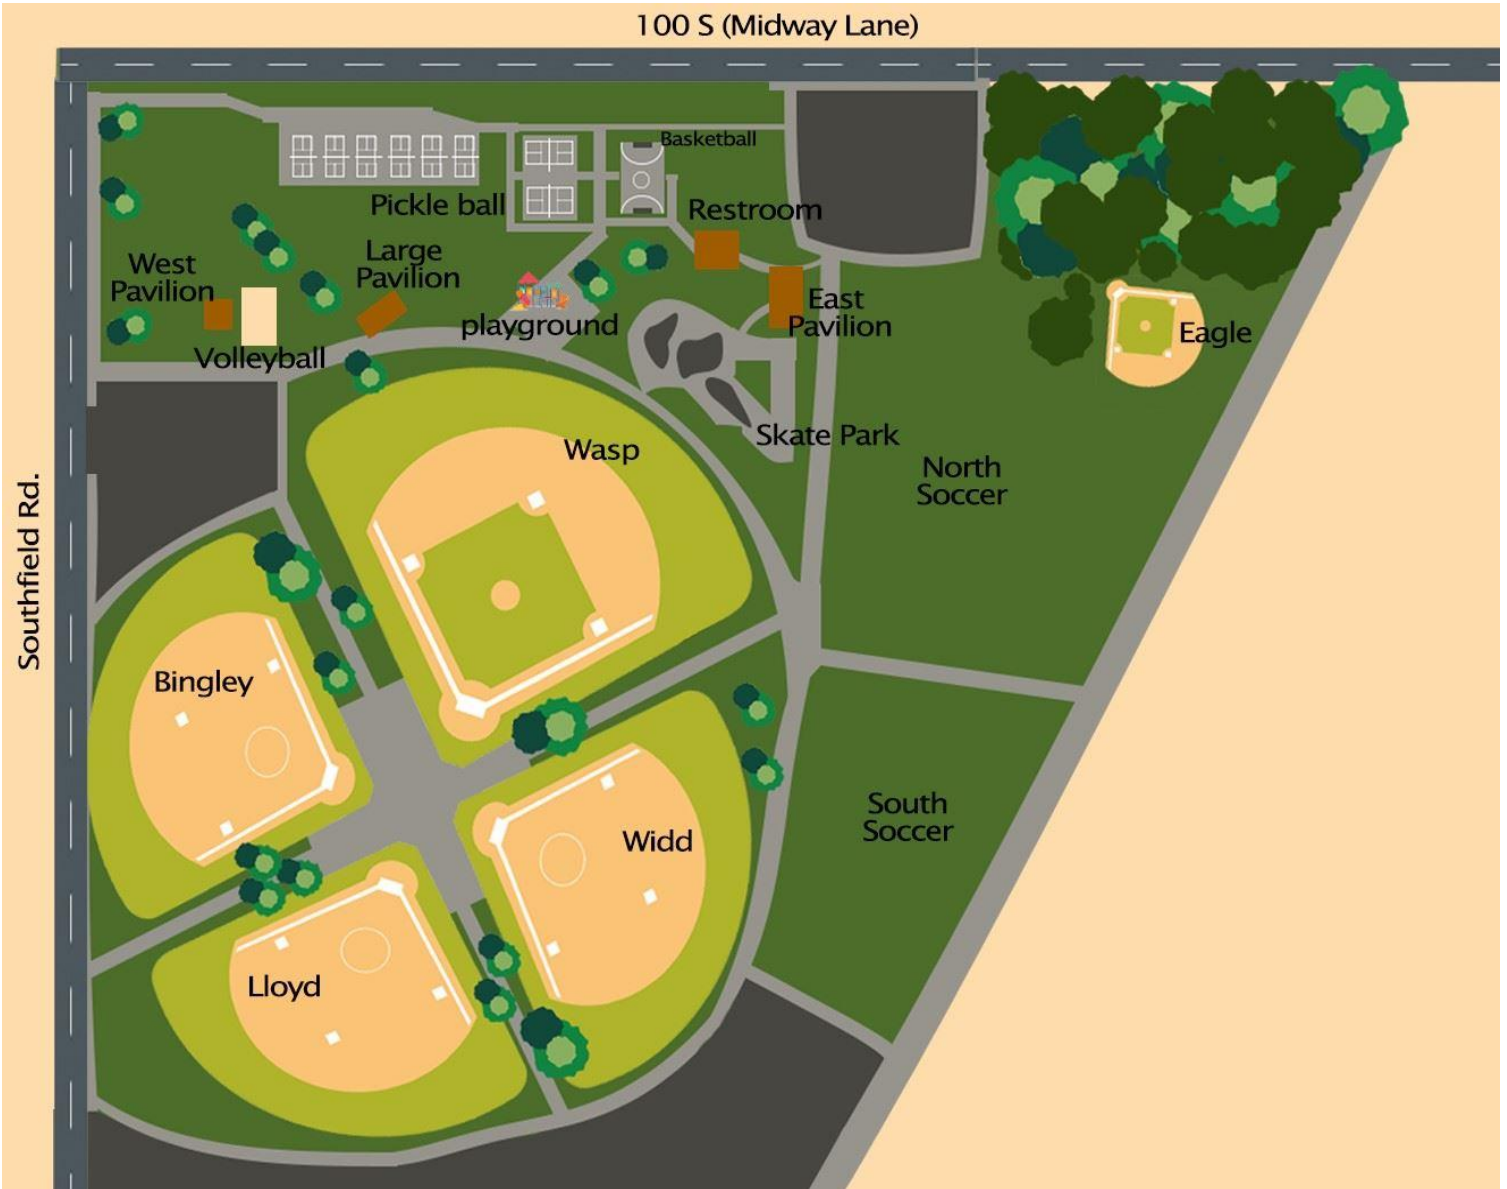 100 S (Midway Lane)
Basketball
Pickle ball
Restroom
West
Pavilion
Large
Pavilion
East
Pavilion
playground
Volleyball
Eagle
Skate Park
Wasp
North
Soccer
Southfield Rd.
Bingley
South
Soccer
Widd
Lloyd